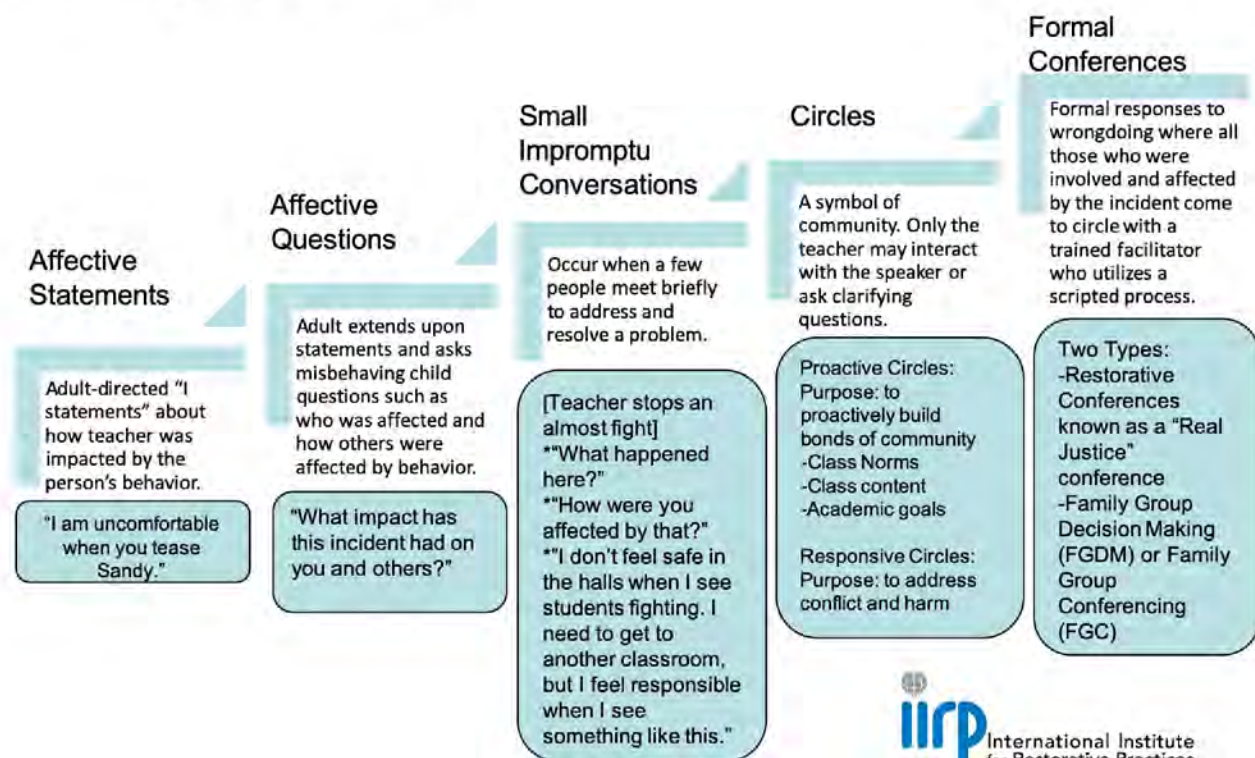 Affective
Statements
Adult-directed "I
statements" about
how teacher was
impacted by the
person's behavior.
"I am uncomfortable
when you tease
Sandy."
Affective
Questions
Adult extends upon
statements and asks
misbehaving child
questions such as
who was affected and
how others were
affected by behavior.
"What impact has
this incident had on
you and others?"
Small
Impromptu
Conversations
Occur when a few
people meet briefly
to address and
resolve a problem.
[Teacher stops an
almost fight]
*"What happened
here?"
*"How were you
affected by that?"
*"I don't feel safe in
the halls when I see
students fighting. I
need to get to
another classroom,
but I feel responsible
when I see
something like this."
Circles
A symbol of
community. Only the
teacher may interact
with the speaker or
ask clarifying
questions.
Proactive Circles:
Purpose: to
proactively build
bonds of community
-Class Norms
-Class content
-Academic goals
Responsive Circles:
Purpose: to address
conflict and harm
Formal
Conferences
Formal responses to
wrongdoing where all
those who were
involved and affected
by the incident come
to circle with a
trained facilitator
who utilizes a
scripted process.
Two Types:
-Restorative
Conferences
known as a "Real
Justice"
conference
-Family Group
Decision Making
(FGDM) or Family
Group
Conferencing
(FGC)
iirp
International Institute
for Restorative Practices